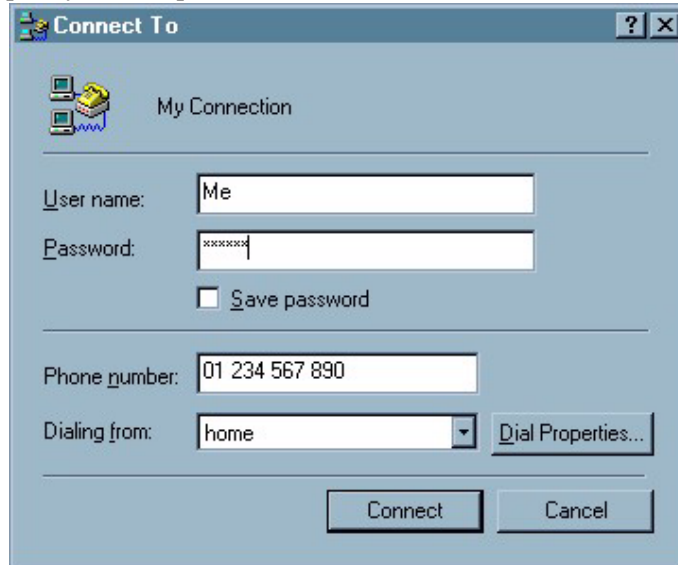 Connect To
My Connection
User name: Me
Password: xxxxxx
Save password
Phone number: 01 234 567 890
Dialing from: home Dial Properties...
Connect Cancel